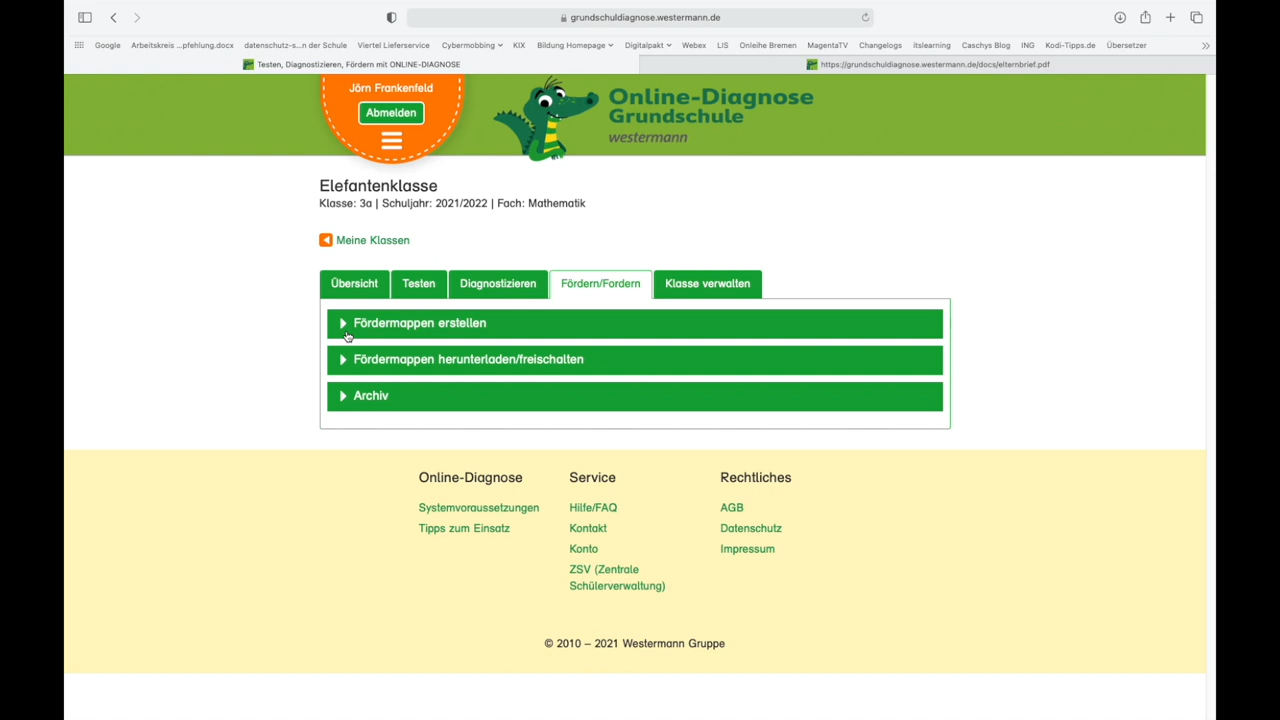 grundschuldiagnose.westermann.de
Google Arbeitskreis ...pfehlung.docx datenschutz-s...n der Schule Viertel Lieferservice Cybermobbing KIX Bildung Homepage Digitalpakt Webex LIS Onleihe Bremen MagentaTV Changelogs itslearning Caschys Blog ING Kodi-Tipps.de Übersetzer
Testen, Diagnostizieren, Fördern mit ONLINE-DIAGNOSE
https://grundschuldiagnose.westermann.de/docs/elternbrief.pdf
Jörn Frankenfeld
Abmelden
Online-Diagnose
Grundschule
westermann
Elefantenklasse
Klasse: 3a | Schuljahr: 2021/2022 | Fach: Mathematik
Meine Klassen
Übersicht Testen Diagnostizieren Fördern/Fordern Klasse verwalten
Fördermappen erstellen
Fördermappen herunterladen/freischalten
Archiv
Online-Diagnose
Systemvoraussetzungen
Tipps zum Einsatz
Service
Hilfe/FAQ
Kontakt
Konto
ZSV (Zentrale
Schülerverwaltung)
Rechtliches
AGB
Datenschutz
Impressum
© 2010 – 2021 Westermann Gruppe